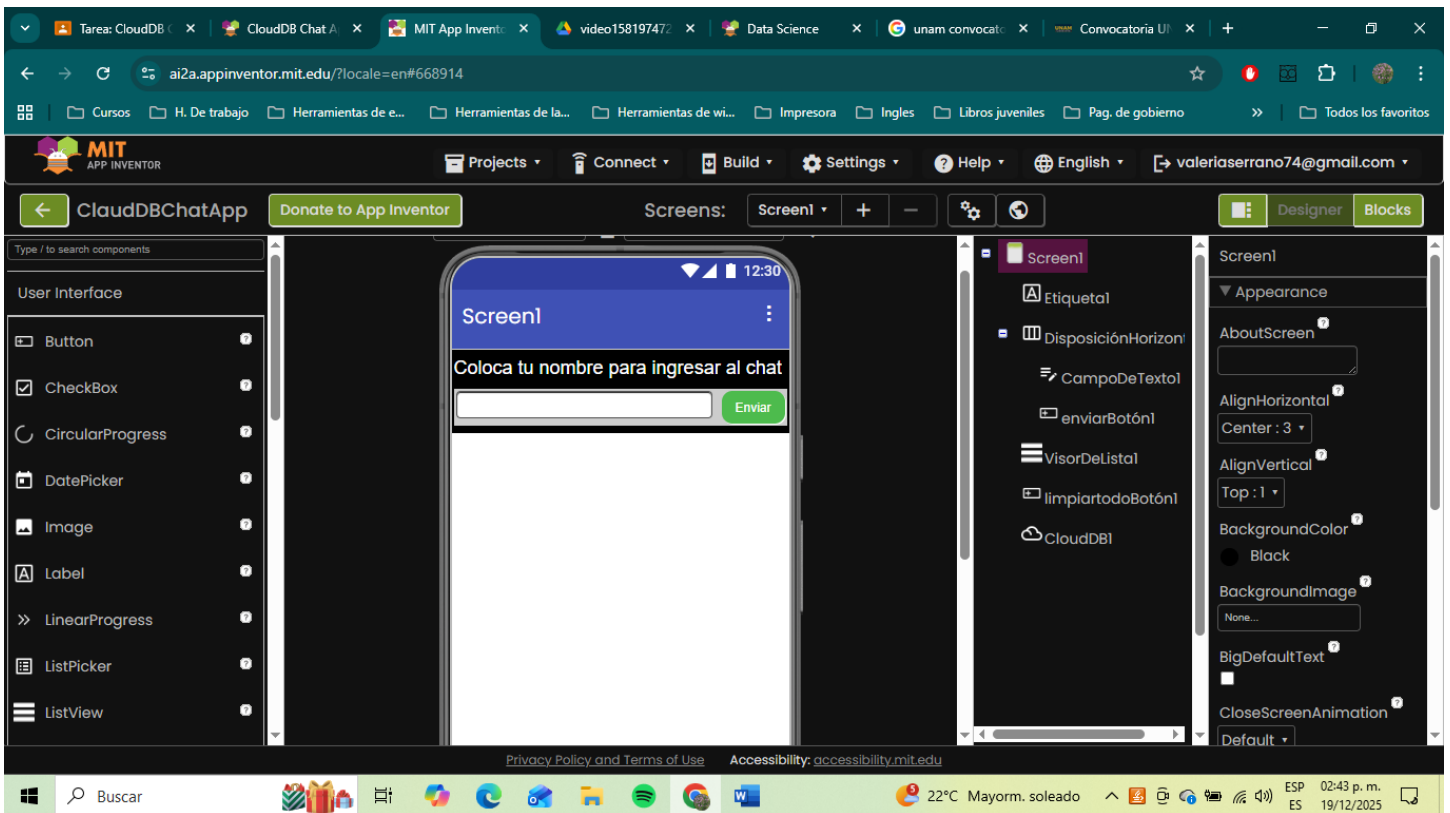 Tarea: CloudDB C
CloudDB Chat A
MIT App Invento
video158197472
Data Science
unam convocato
Convocatoria UN
ai2a.appinventor.mit.edu/?locale=en#668914
Cursos
H. De trabajo
Herramientas de e...
Herramientas de la...
Herramientas de wi...
Impresora
Ingles
Libros juveniles
Pag. de gobierno
»
Todos los favoritos
MIT
APP INVENTOR
Projects
Connect
Build
Settings
Help
English
valeriaserrano74@gmail.com
ClaudDBChatApp
Donate to App Inventor
Screens:
Screen1
Designer
Blocks
Type / to search components
User Interface
Button
CheckBox
CircularProgress
DatePicker
Image
Label
LinearProgress
ListPicker
ListView
12:30
Screen1
Coloca tu nombre para ingresar al chat
Enviar
Screen1
Etiqueta1
DisposiciónHorizont
CampoDeTexto1
enviarBotón1
VisorDeLista1
limpiartodoBotón1
CloudDB1
Screen1
Appearance
AboutScreen
AlignHorizontal
Center : 3
AlignVertical
Top : 1
BackgroundColor
Black
BackgroundImage
None...
BigDefaultText
CloseScreenAnimation
Default
Privacy Policy and Terms of Use
Accessibility: accessibility.mit.edu
Buscar
22°C Mayorm. soleado
ESP
ES
02:43 p. m.
19/12/2025